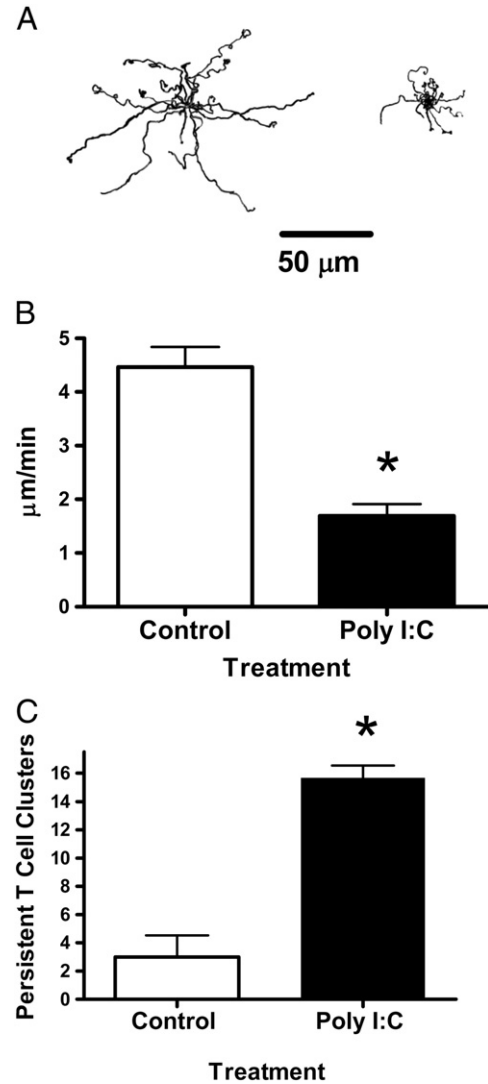 A
50 μm
B
5
4
3
2
1
0
μm/min
*
Control Poly I:C
Treatment
C
16
14
12
10
8
6
4
2
0
Persistent T Cell Clusters
*
Control Poly I:C
Treatment